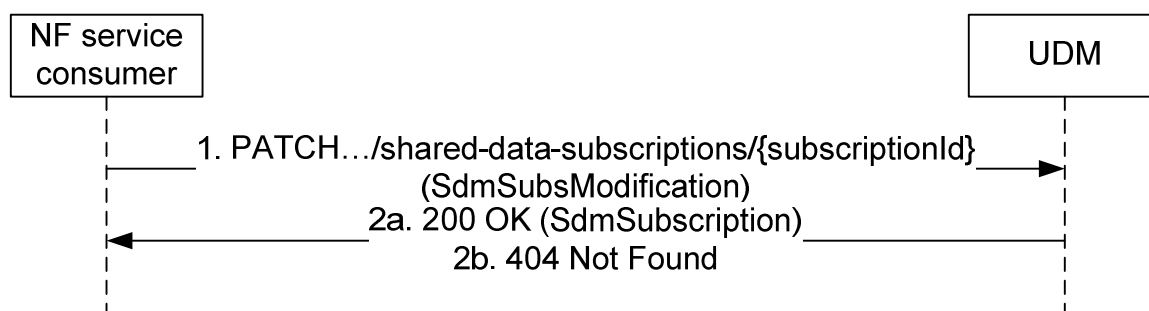 NF service
consumer
UDM
1. PATCH…/shared-data-subscriptions/{subscriptionId}
(SdmSubsModification)
2a. 200 OK (SdmSubscription)
2b. 404 Not Found